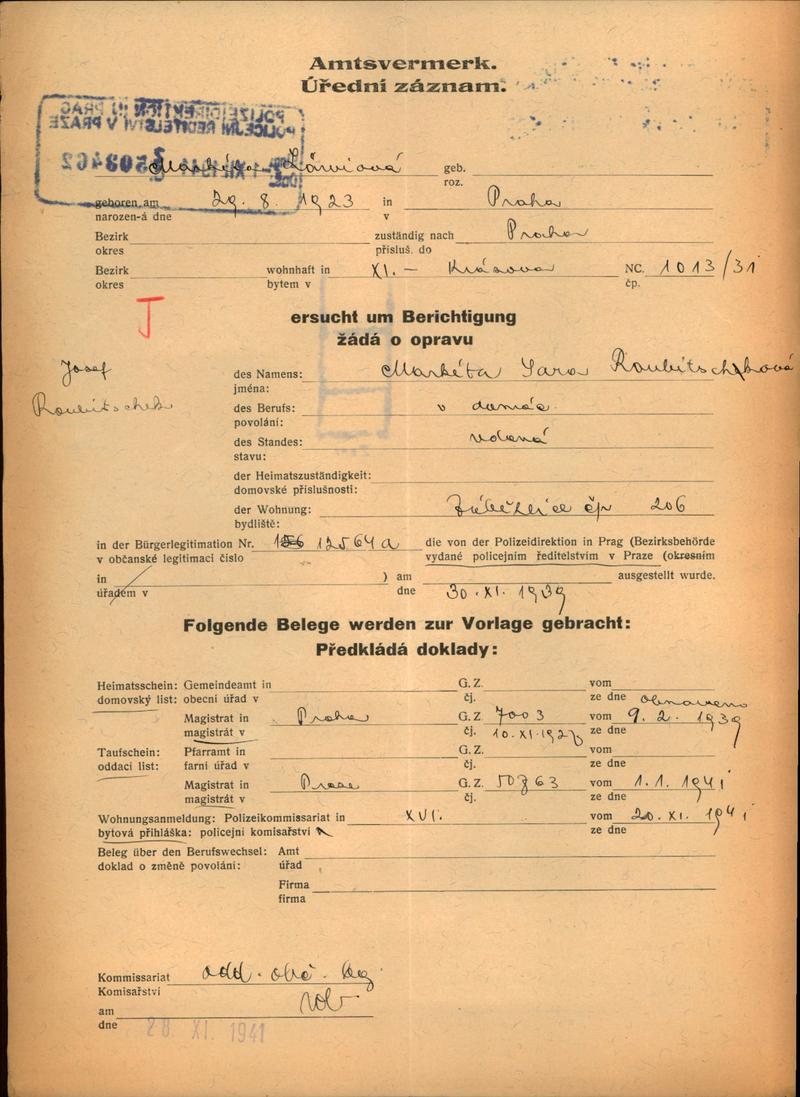 Amtsvermerk.
Úřední záznam.
POLIZEIDIREKTION IN PRAG
POLICEJNÍ ŘEDITELSTVÍ V PRAZE
Markéta geb.
roz.
geboren am 29. 8. 1923 in Praha
narozen-á dne v
Bezirk zuständig nach Praha
okres přísluš. do
Bezirk wohnhaft in XI. – Krásova NC. 1013/31
okres bytem v čp.
J
ersucht um Berichtigung
žádá o opravu
Josef
Roubitschek
des Namens: Markéta Sara Roubitschková
jména:
des Berufs: v domác.
povolání:
des Standes: vdaná
stavu:
der Heimatszuständigkeit:
domovské příslušnosti:
der Wohnung: čp 206
bydliště:
in der Bürgerlegitimation Nr. 12564a die von der Polizeidirektion in Prag (Bezirksbehörde
v občanské legitimaci číslo vydané policejním ředitelstvím v Praze (okresním
in ) am ausgestellt wurde.
úřadem v dne 30. XI. 1939
Folgende Belege werden zur Vorlage gebracht:
Předkládá doklady:
Heimatsschein: Gemeindeamt in G. Z. vom
domovský list: obecní úřad v čj. ze dne obnoveno
Magistrat in Praha G. Z. 7003 vom 9. 2. 1939
magistrát v čj. 10. XI. 192 ze dne
Taufschein: Pfarramt in G. Z. vom
oddací list: farní úřad v čj. ze dne
Magistrat in G. Z. 50763 vom 1. 1. 1941
magistrát v čj. ze dne
Wohnungsanmeldung: Polizeikommissariat in XVI. vom 20. XI. 1941
bytová přihláška: policejní komisařství ze dne
Beleg über den Berufswechsel: Amt
doklad o změně povolání: úřad
Firma
firma
Kommissariat odd. obč. leg.
Komisařství
am
dne 28. XI. 1941